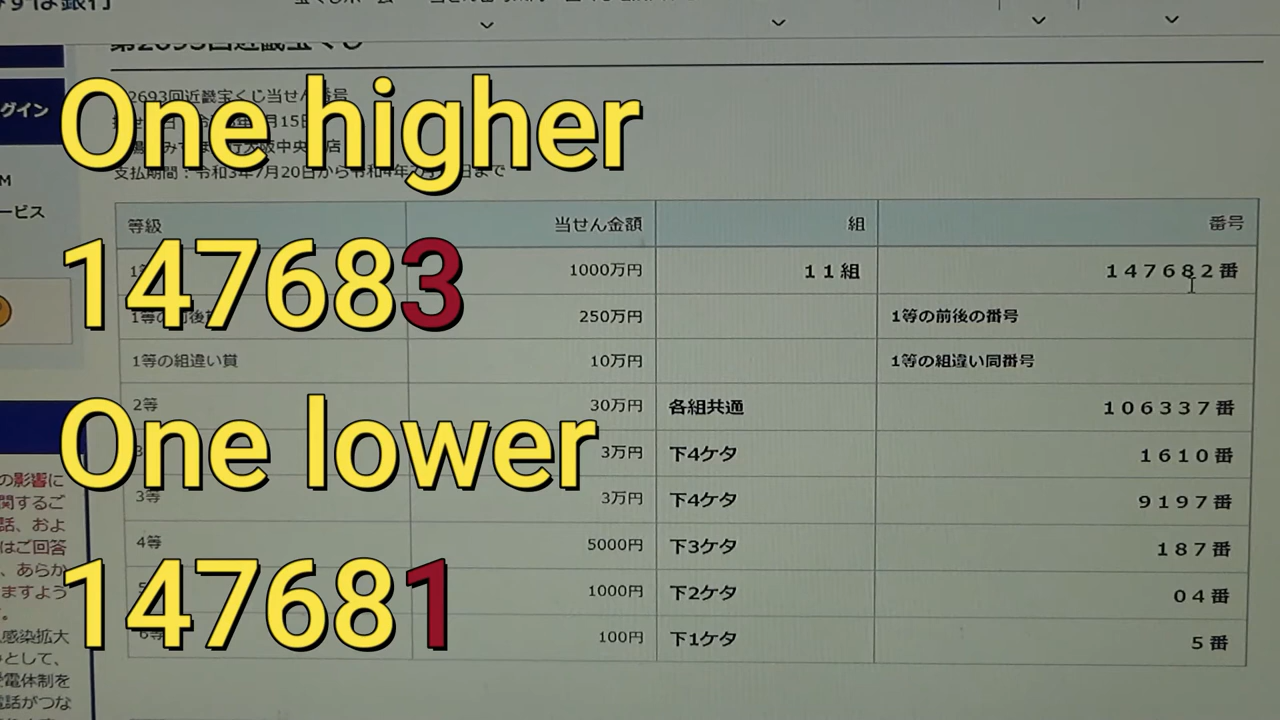 One higher
147683
One lower
147681
グイン
ービス
2693回近畿宝くじ当せん番号
支払期間：令和3年7月20日から令和4年
等級 当せん金額 組 番号
1000万円 11組 147682番
1等の前後賞 250万円 1等の前後の番号
1等の組違い賞 10万円 1等の組違い同番号
2等 30万円 各組共通 106337番
3万円 下4ケタ 1610番
3等 3万円 下4ケタ 9197番
4等 5000円 下3ケタ 187番
1000円 下2ケタ 04番
6等 100円 下1ケタ 5番
の影響に
関するご
話、およ
はご回答
、あらか
ますよう
感染拡大
として、
電体制を
電話がつな